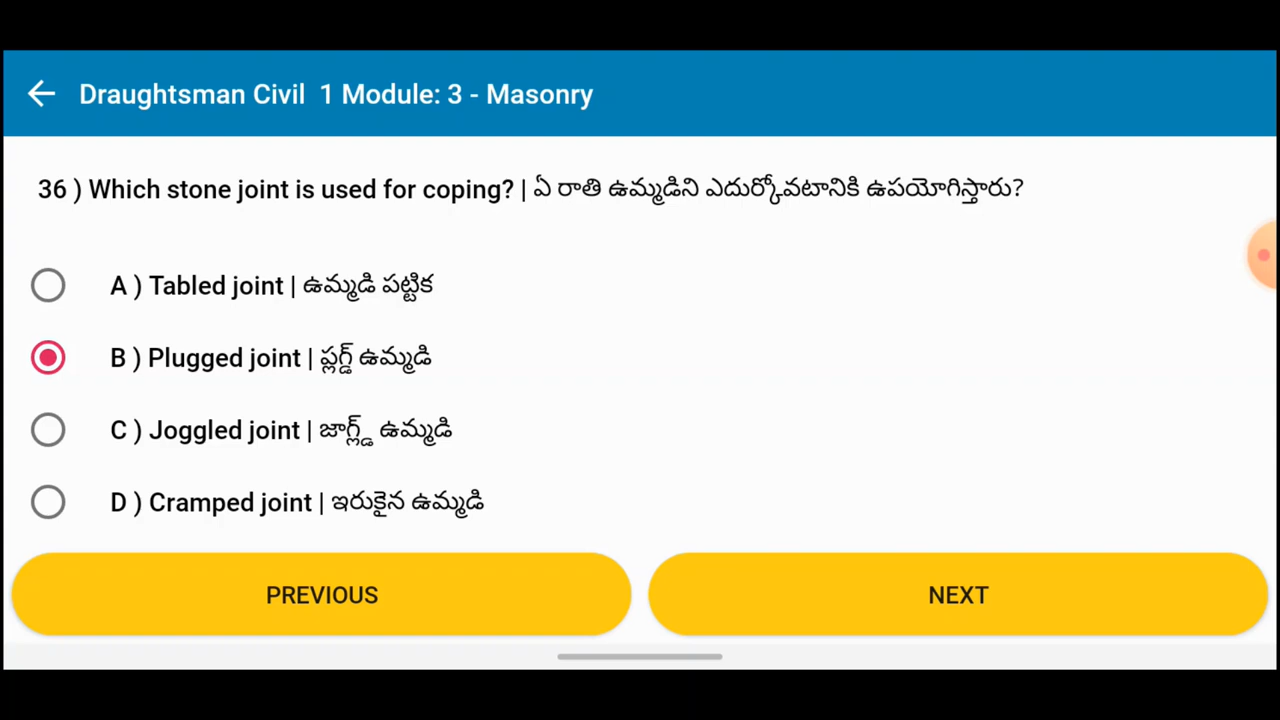 Draughtsman Civil 1 Module: 3 - Masonry
36 ) Which stone joint is used for coping? | ఏ రాతి ఉమ్మడిని ఎదుర్కోవటానికి ఉపయోగిస్తారు?
A ) Tabled joint | ఉమ్మడి పట్టిక
B ) Plugged joint | ప్లగ్డ్ ఉమ్మడి
C ) Joggled joint | జాగ్ల్డ్ ఉమ్మడి
D ) Cramped joint | ఇరుకైన ఉమ్మడి
PREVIOUS
NEXT